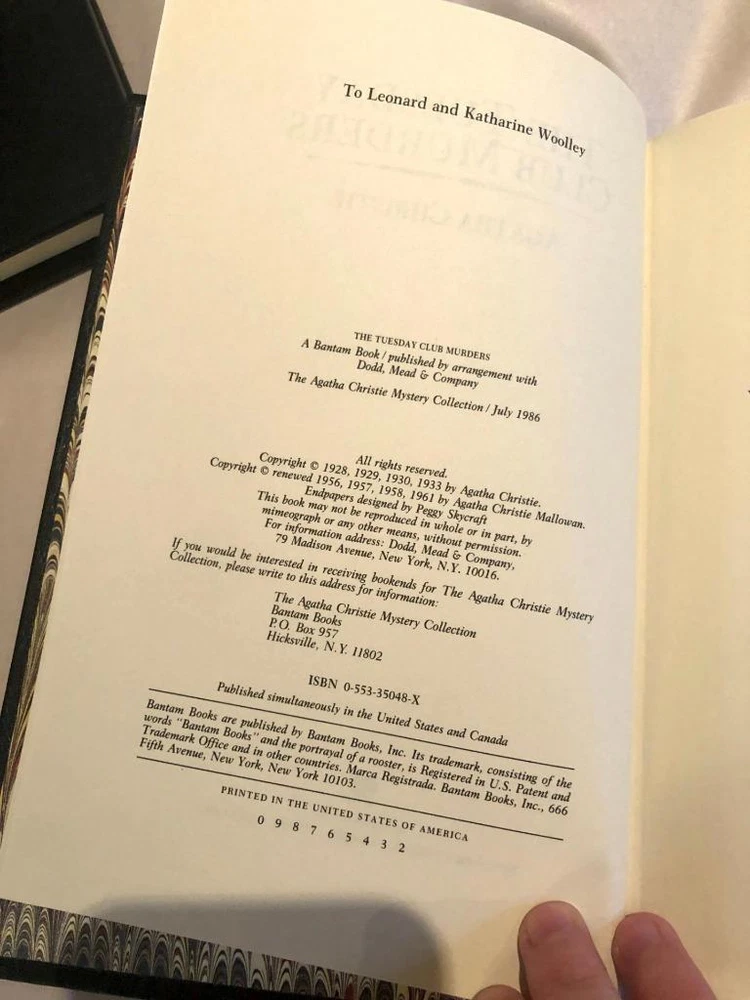 To Leonard and Katharine Woolley
THE TUESDAY CLUB MURDERS
A Bantam Book / published by arrangement with
Dodd, Mead & Company
The Agatha Christie Mystery Collection / July 1986
All rights reserved.
Copyright © 1928, 1929, 1930, 1933 by Agatha Christie.
Copyright © renewed 1956, 1957, 1958, 1961 by Agatha Christie Mallowan.
Endpapers designed by Peggy Skycraft
This book may not be reproduced in whole or in part, by
mimeograph or any other means, without permission.
For information address: Dodd, Mead & Company,
79 Madison Avenue, New York, N.Y. 10016.
If you would be interested in receiving bookends for The Agatha Christie Mystery
Collection, please write to this address for information:
The Agatha Christie Mystery Collection
Bantam Books
P.O. Box 957
Hicksville, N.Y. 11802
ISBN 0-553-35048-X
Published simultaneously in the United States and Canada
Bantam Books are published by Bantam Books, Inc. Its trademark, consisting of the
words "Bantam Books" and the portrayal of a rooster, is Registered in U.S. Patent and
Trademark Office and in other countries. Marca Registrada. Bantam Books, Inc., 666
Fifth Avenue, New York, New York 10103.
PRINTED IN THE UNITED STATES OF AMERICA
0 9 8 7 6 5 4 3 2